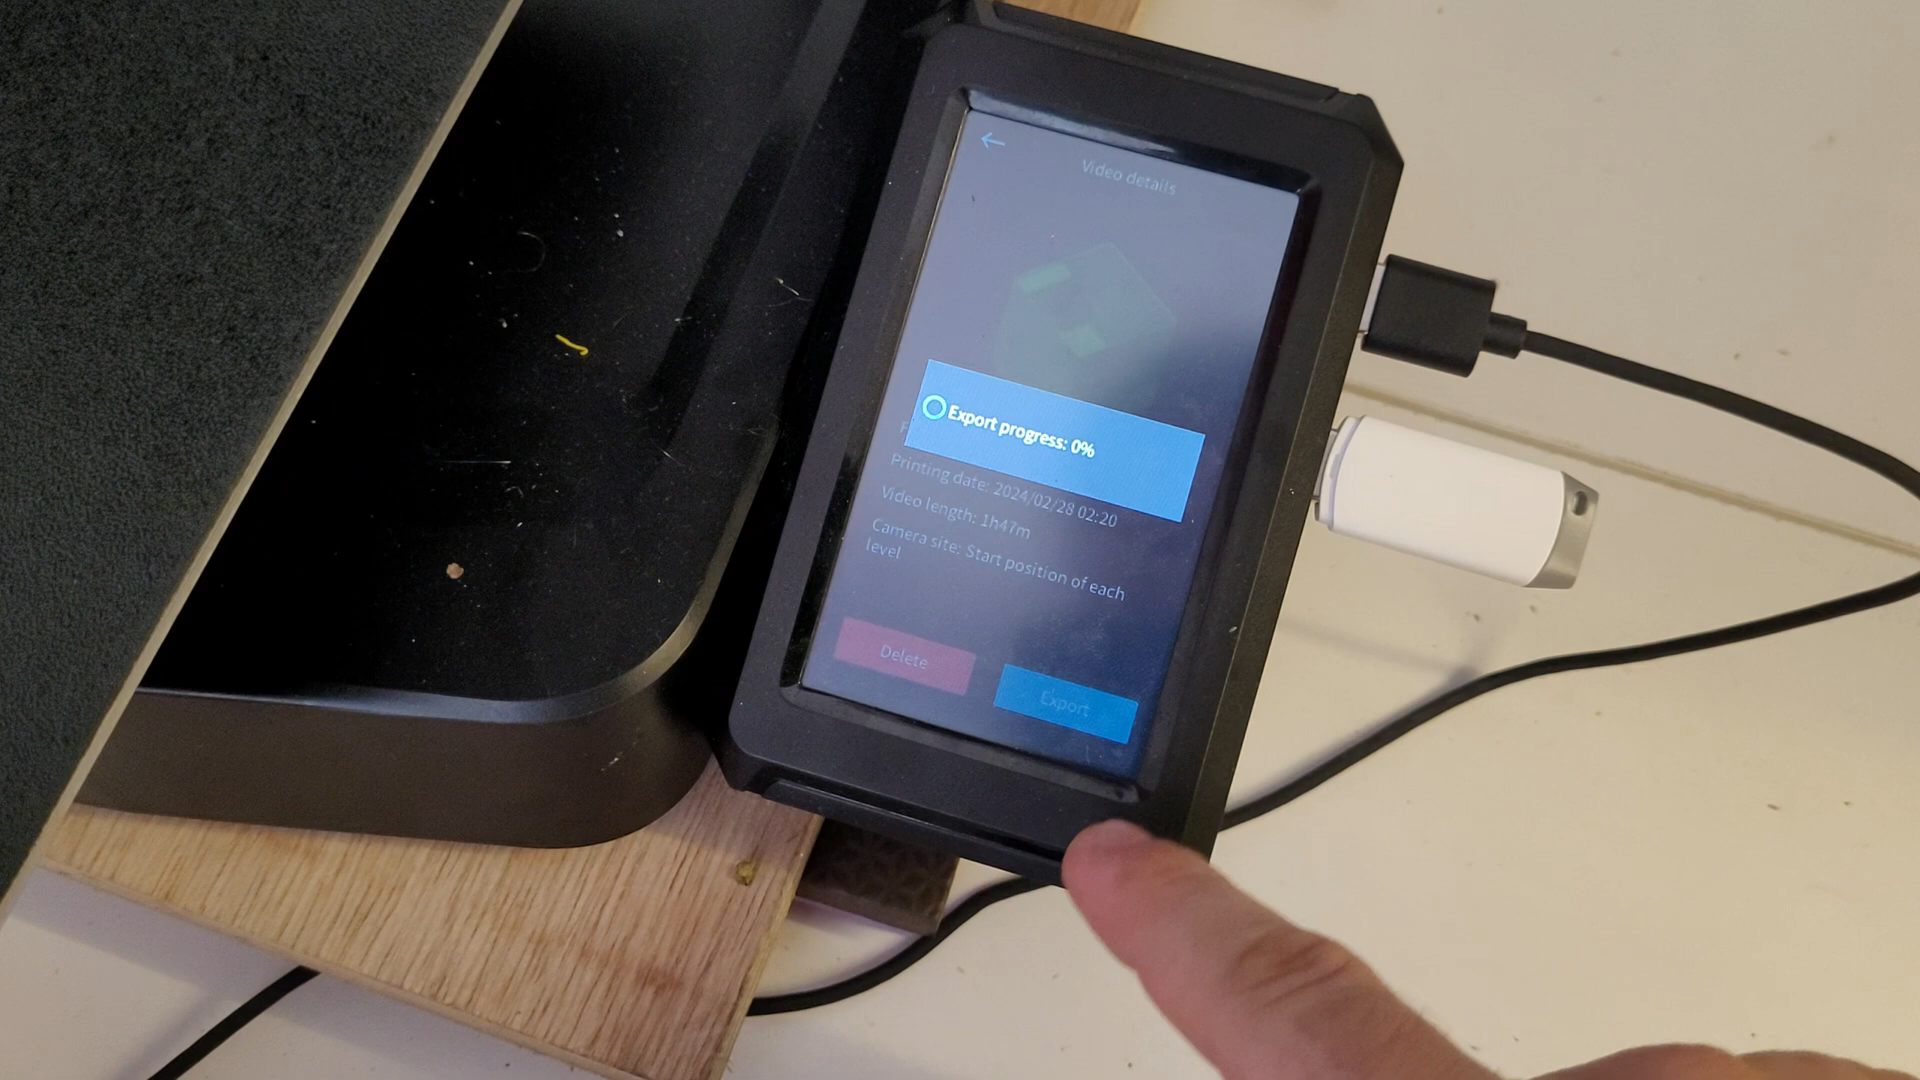 Video details
Export progress: 0%
Printing date: 2024/02/28 02:20
Video length: 1h47m
Camera site: Start position of each
level
Delete
Export